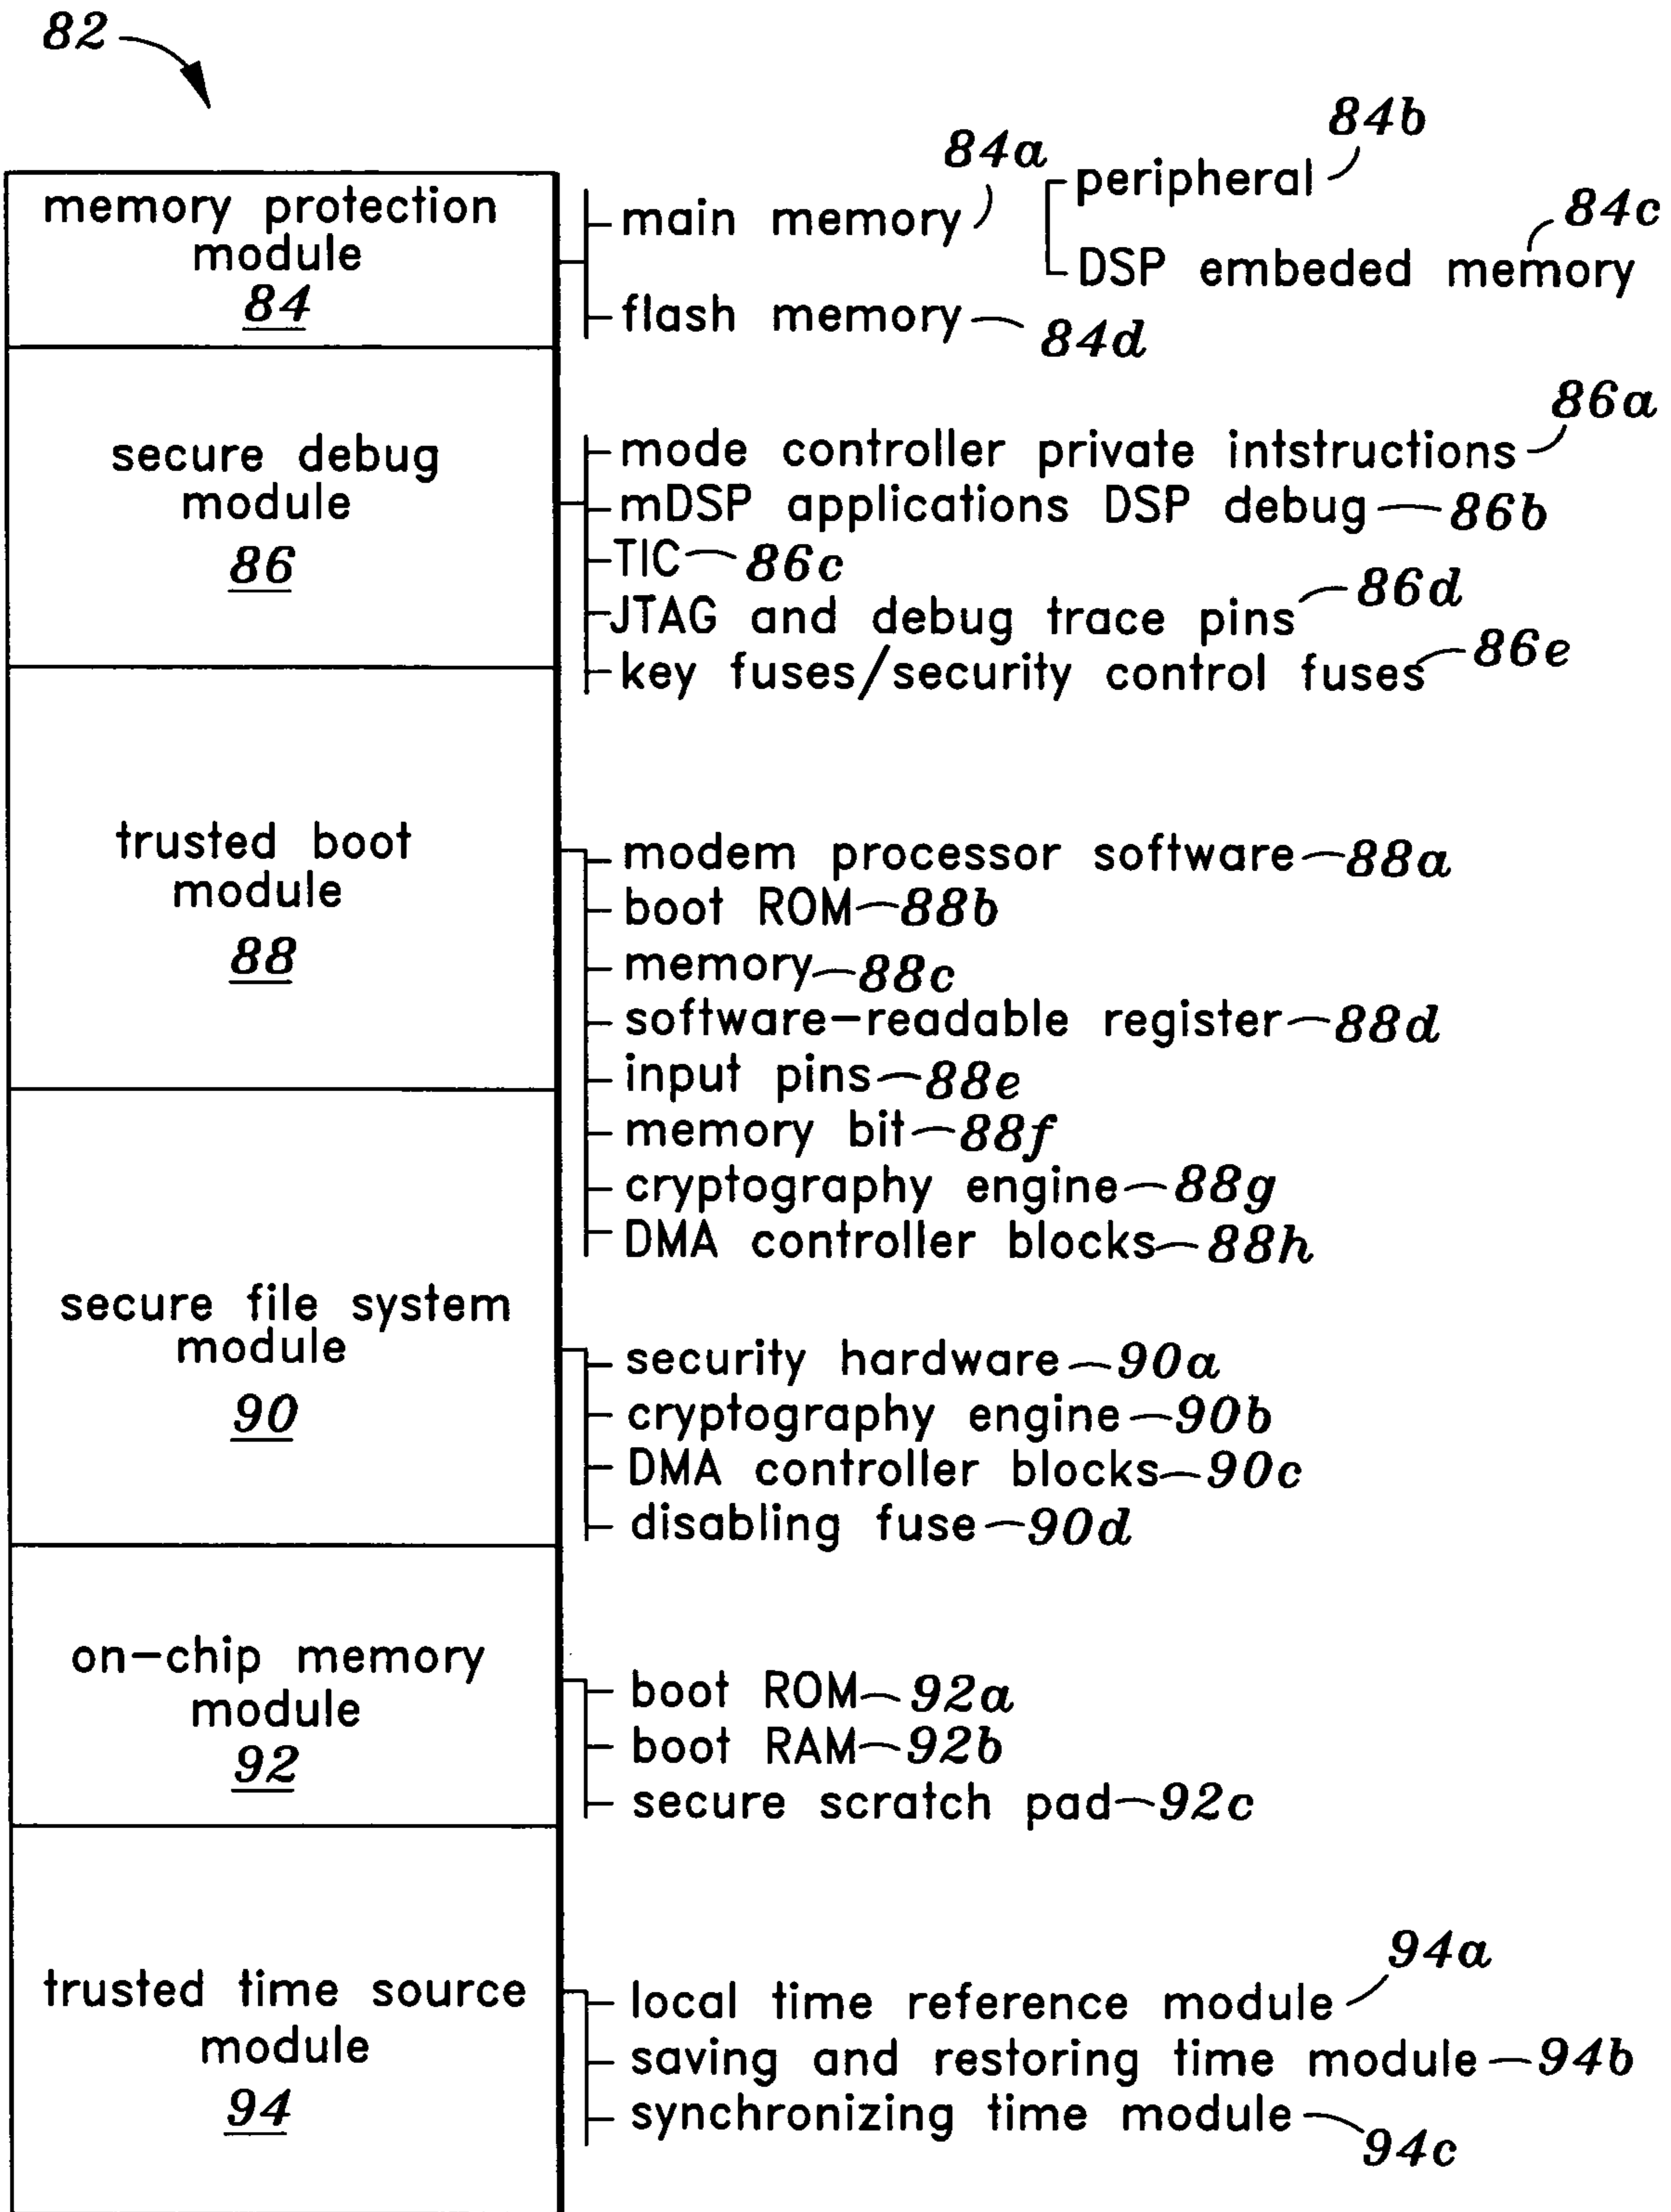 82
memory protection
module
84
main memory 84a
peripheral 84b
DSP embeded memory 84c
flash memory 84d
secure debug
module
86
mode controller private intstructions 86a
mDSP applications DSP debug 86b
TIC 86c
JTAG and debug trace pins 86d
key fuses/security control fuses 86e
trusted boot
module
88
modem processor software 88a
boot ROM 88b
memory 88c
software-readable register 88d
input pins 88e
memory bit 88f
cryptography engine 88g
DMA controller blocks 88h
secure file system
module
90
security hardware 90a
cryptography engine 90b
DMA controller blocks 90c
disabling fuse 90d
on-chip memory
module
92
boot ROM 92a
boot RAM 92b
secure scratch pad 92c
trusted time source
module
94
local time reference module 94a
saving and restoring time module 94b
synchronizing time module 94c